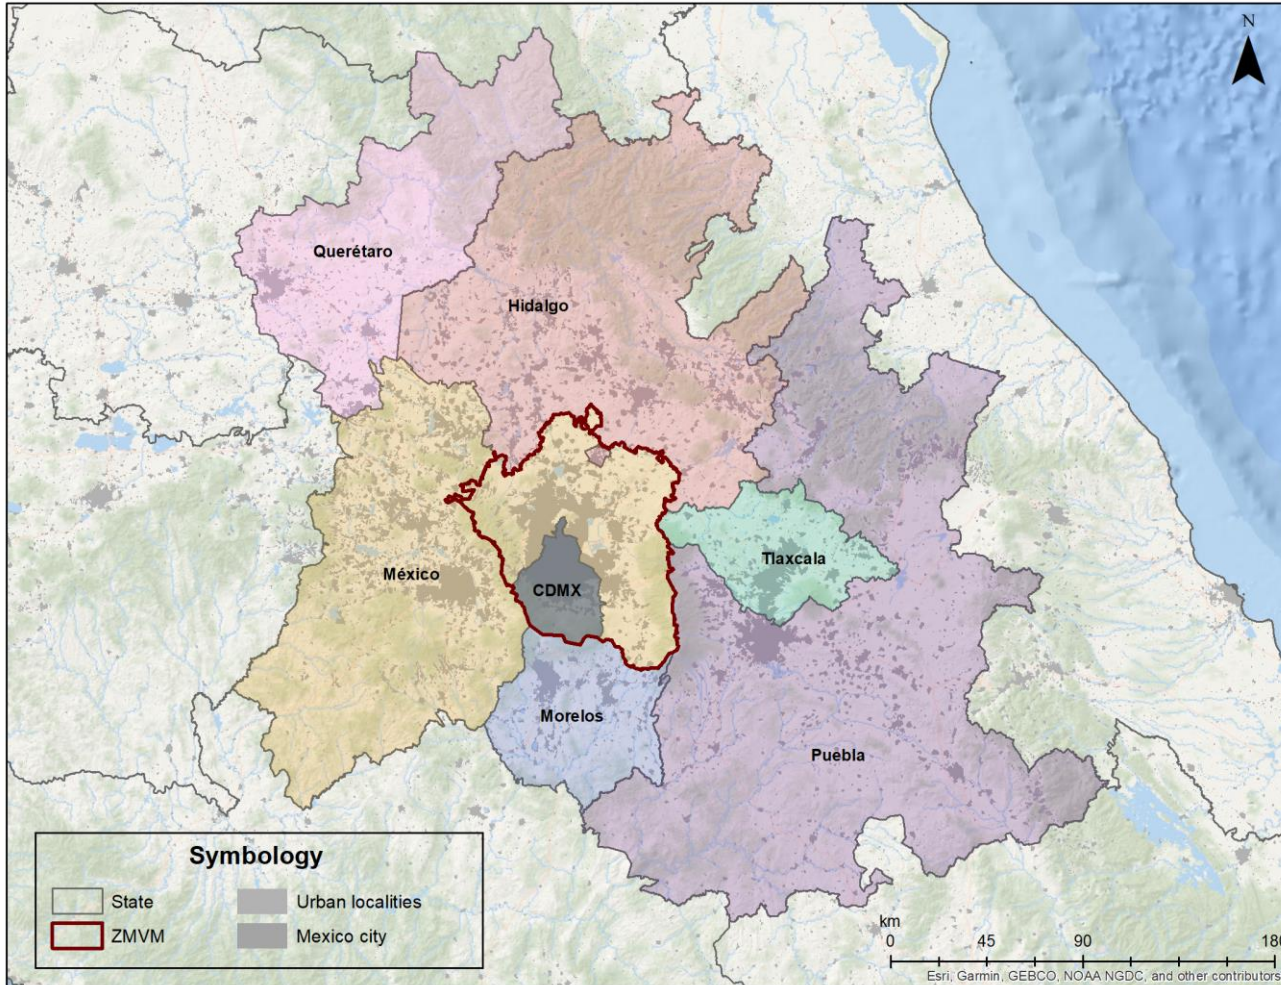 N
Querétaro
Hidalgo
Tlaxcala
México
CDMX
Morelos
Puebla
Symbology
State
Urban localities
ZMVM
Mexico city
km
0 45 90 180
Esri, Garmin, GEBCO, NOAA NGDC, and other contributors